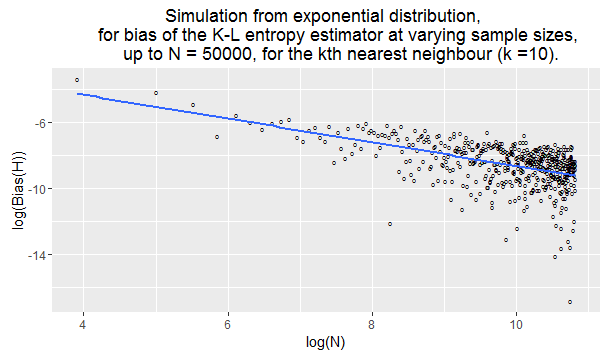 Simulation from exponential distribution,
for bias of the K-L entropy estimator at varying sample sizes,
up to N = 50000, for the kth nearest neighbour (k =10).
log(Bias(H))
-6
-10
-14
4
6
8
10
log(N)